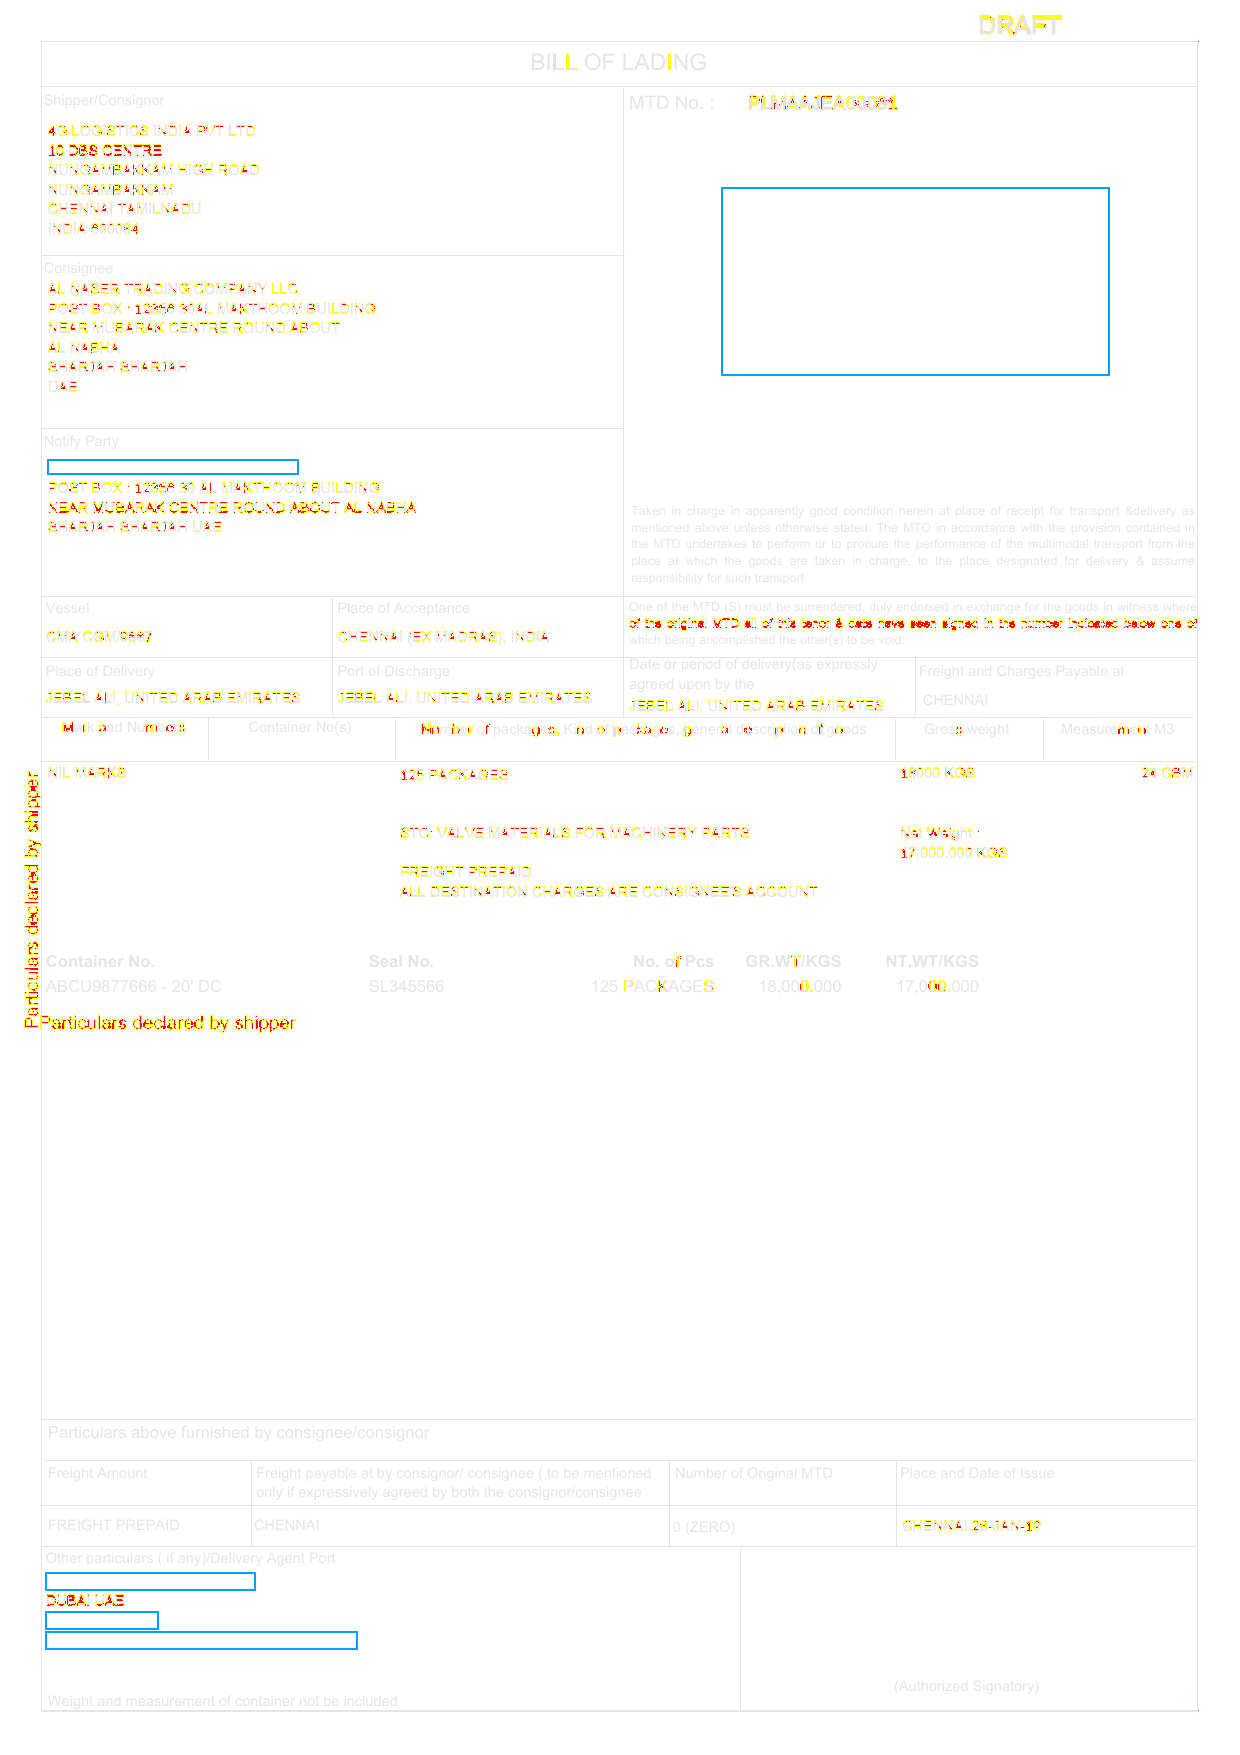 DRAFT
BILL OF LADING
Shipper/Consignor
MTD No. : PLMAAJEA00081
4G LOGISTICS INDIA PVT LTD
10 DBS CENTRE
NUNGAMBAKKAM HIGH ROAD
NUNGAMBAKKAM
CHENNAI TAMILNADU
INDIA 600034
Consignee
AL NASER TRADING COMPANY LLC
POST BOX : 12356 30AL MAKTHOOM BUILDING
NEAR MUBARAK CENTRE ROUND ABOUT
AL NABHA
SHARJAH SHARJAH
UAE
Notify Party
POST BOX : 12356 30 AL MAKTHOOM BUILDING
NEAR MUBARAK CENTRE ROUND ABOUT AL NABHA
SHARJAH SHARJAH UAE
Taken in charge in apparently good condition herein at place of receipt for transport &delivery as
mentioned above unless otherwise stated. The MTO in accordance with the provision contained in
the MTD undertakes to perform or to procure the performance of the multimodal transport from the
place at which the goods are taken in charge, to the place designated for delivery & assume
responsibility for such transport
One of the MTD (S) must be surrendered, duly endorsed in exchange for the goods in witness where
of the original MTD all of this tenor & date have been signed in the number indicated below one of
which being accomplished the other(s) to be void.
Vessel
CMA CGM/9667
Place of Acceptance
CHENNAI (EX MADRAS), INDIA
Place of Delivery
JEBEL ALI, UNITED ARAB EMIRATES
Port of Discharge
JEBEL ALI, UNITED ARAB EMIRATES
Date or period of delivery(as expressly
agreed upon by the
JEBEL ALI, UNITED ARAB EMIRATES
Freight and Charges Payable at
CHENNAI
Mark and Numbers Container No(s) Number of packages, Kind of packages, general description of goods Gross weight Measurement M3
NIL MARKS 125 PACKAGES 18000 KGS 24 CBM
STC: VALVE MATERIALS FOR MACHINERY PARTS Net Weight :
17,000.000 KGS
FREIGHT PREPAID
ALL DESTINATION CHARGES ARE CONSIGNEE'S ACCOUNT
Particulars declared by shipper
Container No. Seal No. No. of Pcs GR.WT/KGS NT.WT/KGS
ABCU9877666 - 20' DC SL345566 125 PACKAGES 18,000.000 17,000.000
Particulars declared by shipper
Particulars above furnished by consignee/consignor
Freight Amount
FREIGHT PREPAID
Freight payable at by consignor/ consignee ( to be mentioned
only if expressively agreed by both the consignor/consignee
CHENNAI
Number of Original MTD
0 (ZERO)
Place and Date of Issue
CHENNAI 29-JAN-19
Other particulars ( if any)/Delivery Agent Port
DUBAI UAE
(Authorized Signatory)
Weight and measurement of container not be included